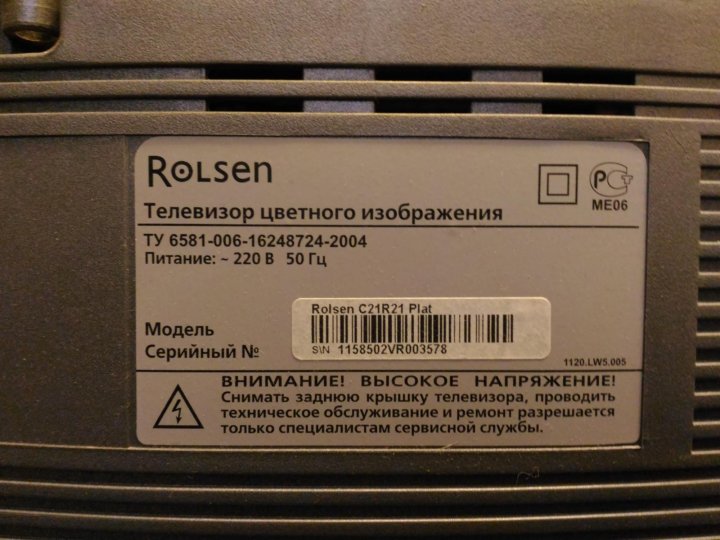 RoLsen
РСТ
МЕ06
Телевизор цветного изображения
ТУ 6581-006-16248724-2004
Питание: ~ 220 В 50 Гц
Rolsen C21R21 Plat
Модель
Серийный №
S\N 1158502VR003578
1120.LW5.005
ВНИМАНИЕ! ВЫСОКОЕ НАПРЯЖЕНИЕ!
Снимать заднюю крышку телевизора, проводить
техническое обслуживание и ремонт разрешается
только специалистам сервисной службы.